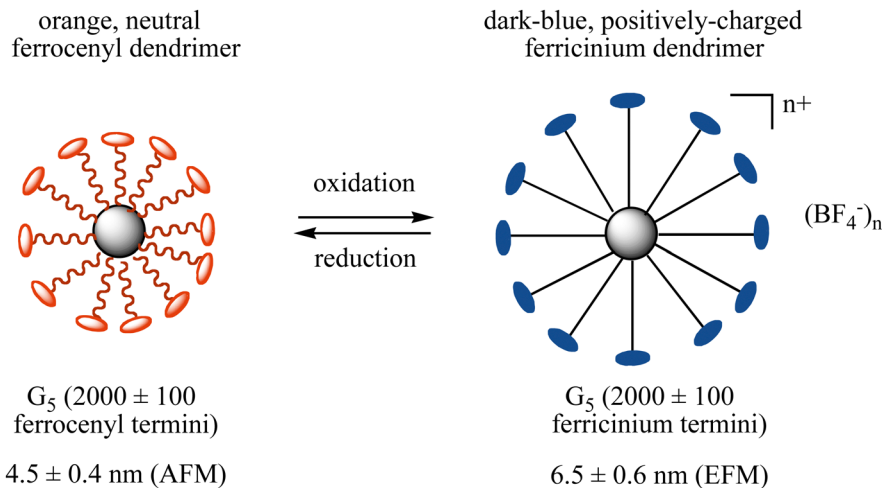 orange, neutral
ferrocenyl dendrimer
dark-blue, positively-charged
ferricinium dendrimer
n+
oxidation
reduction
(BF₄⁻)ₙ
G₅ (2000 ± 100
ferrocenyl termini)
4.5 ± 0.4 nm (AFM)
G₅ (2000 ± 100
ferricinium termini)
6.5 ± 0.6 nm (EFM)